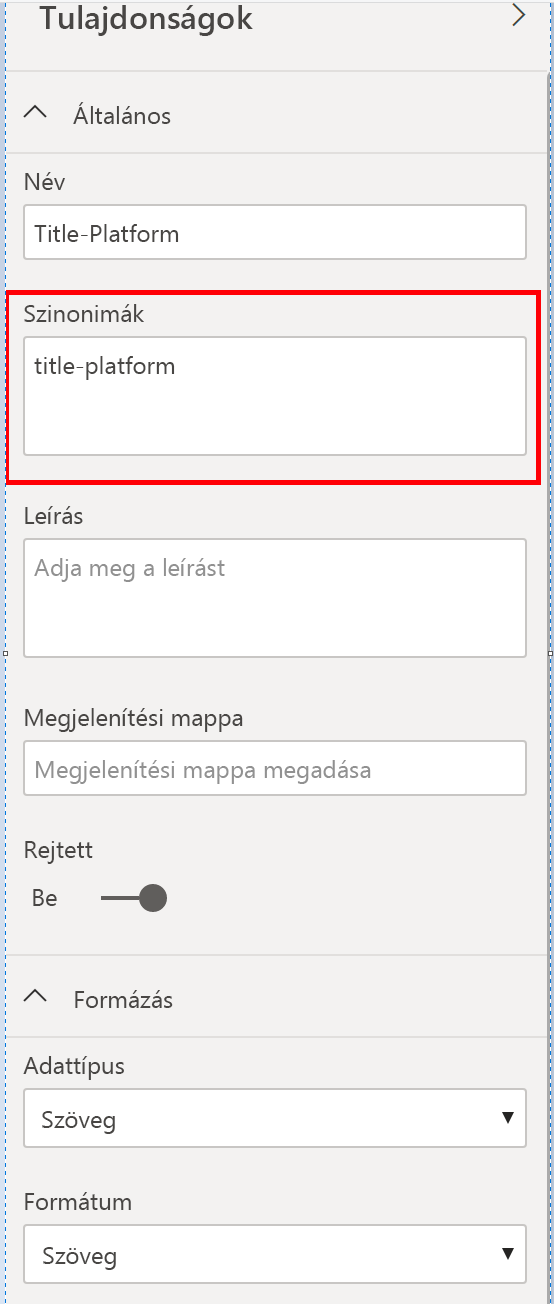 Tulajdonságok
Általános
Név
Title-Platform
Szinonimák
title-platform
Leírás
Adja meg a leírást
Megjelenítési mappa
Megjelenítési mappa megadása
Rejtett
Be
Formázás
Adattípus
Szöveg
Formátum
Szöveg